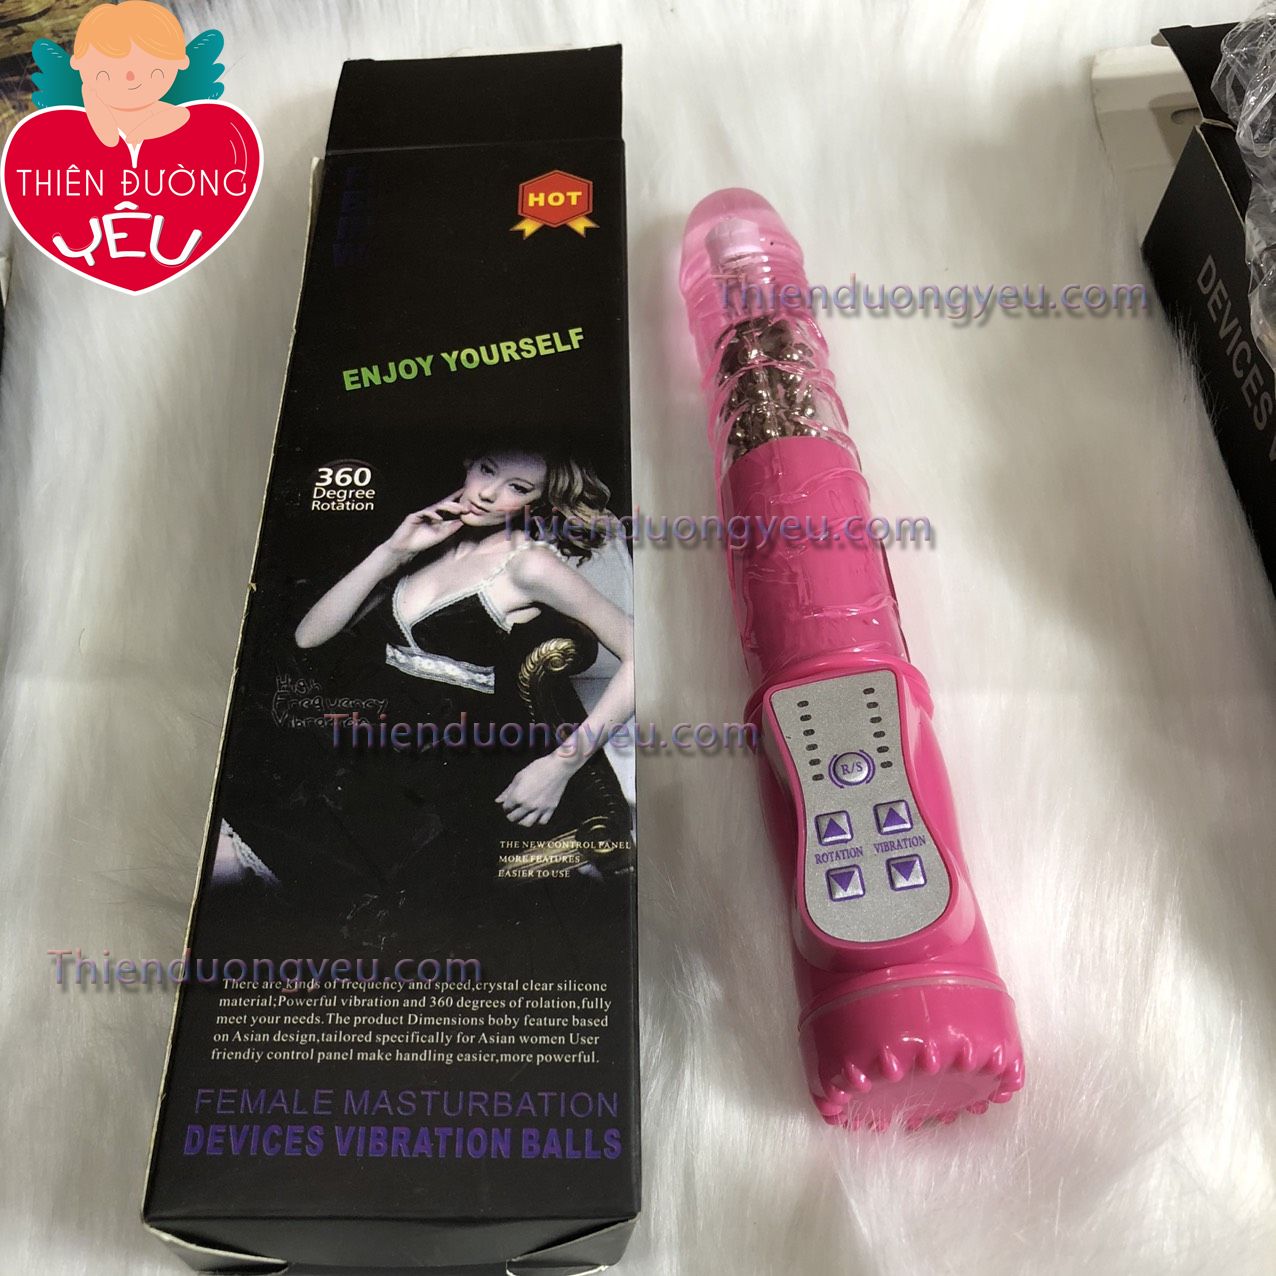 THIÊN ĐƯỜNG
YÊU
HOT
ENJOY YOURSELF
360
Degree
Rotation
Thienduongyeu.com
Thienduongyeu.com
High
Frequency
Vibration
Thienduongyeu.com
THE NEW CONTROL PANEL
MORE FEATURES
EASIER TO USE
R/S
ROTATION
VIBRATION
Thienduongyeu.com
There are kinds of frequency and speed,crystal clear silicone
material;Powerful vibration and 360 degrees of rolation,fully
meet your needs.The product Dimensions boby feature based
on Asian design,tailored specifically for Asian women User
friendiy control panel make handling easier,more powerful.
FEMALE MASTURBATION
DEVICES VIBRATION BALLS
DEVICES V